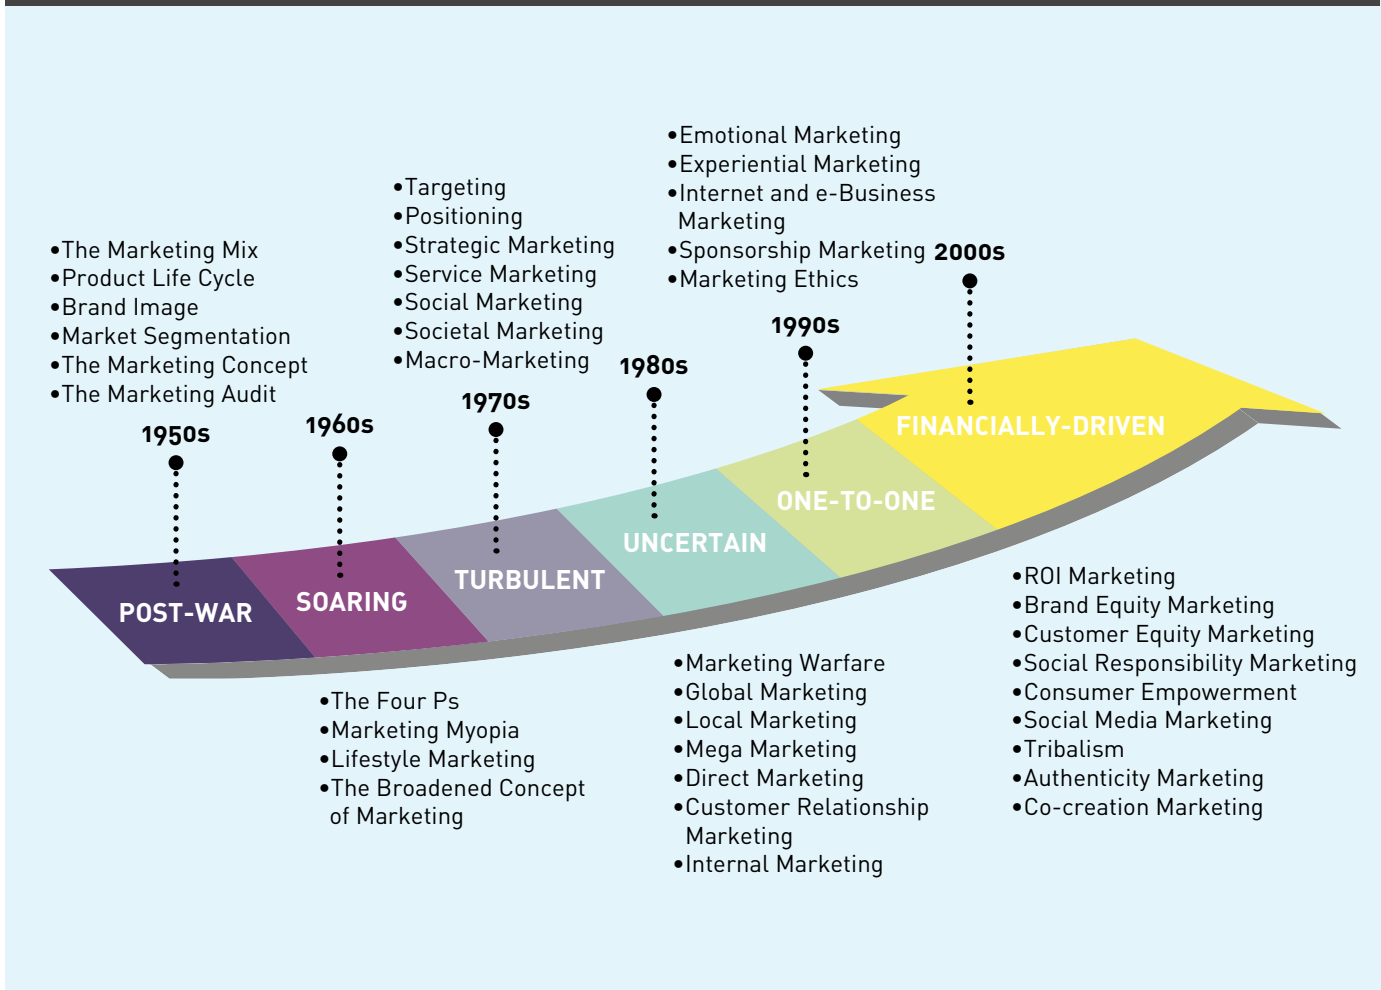 •The Marketing Mix
•Product Life Cycle
•Brand Image
•Market Segmentation
•The Marketing Concept
•The Marketing Audit
1950s
POST-WAR
1960s
SOARING
•The Four Ps
•Marketing Myopia
•Lifestyle Marketing
•The Broadened Concept
of Marketing
•Targeting
•Positioning
•Strategic Marketing
•Service Marketing
•Social Marketing
•Societal Marketing
•Macro-Marketing
1970s
TURBULENT
1980s
UNCERTAIN
•Marketing Warfare
•Global Marketing
•Local Marketing
•Mega Marketing
•Direct Marketing
•Customer Relationship
Marketing
•Internal Marketing
•Emotional Marketing
•Experiential Marketing
•Internet and e-Business
Marketing
•Sponsorship Marketing
•Marketing Ethics
1990s
ONE-TO-ONE
2000s
FINANCIALLY-DRIVEN
•ROI Marketing
•Brand Equity Marketing
•Customer Equity Marketing
•Social Responsibility Marketing
•Consumer Empowerment
•Social Media Marketing
•Tribalism
•Authenticity Marketing
•Co-creation Marketing